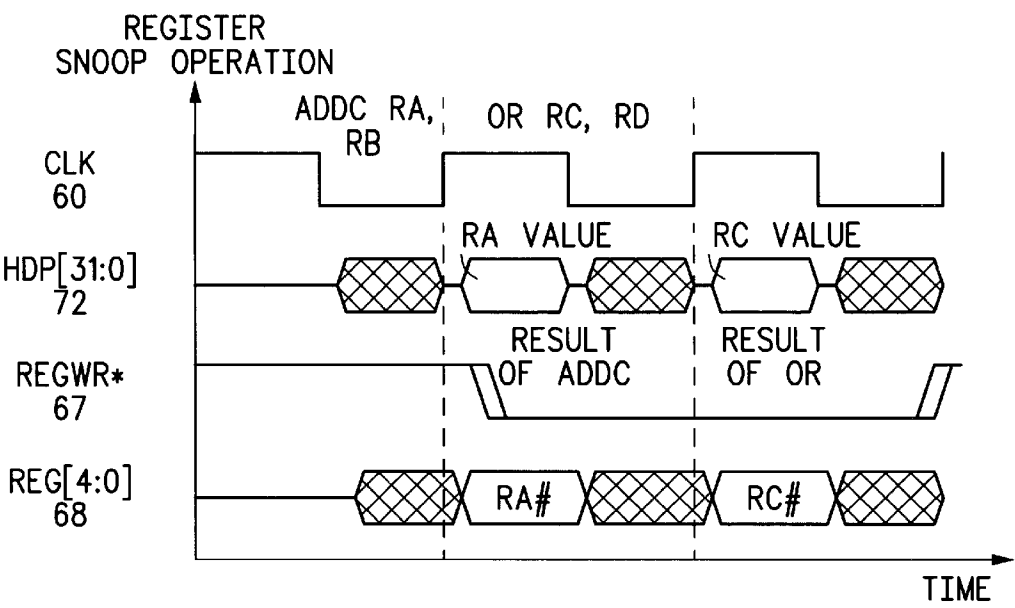 REGISTER
SNOOP OPERATION
ADDC RA,
RB
OR RC, RD
CLK
60
RA VALUE
RC VALUE
HDP[31:0]
72
RESULT
OF ADDC
RESULT
OF OR
REGWR*
67
REG[4:0]
68
RA#
RC#
TIME